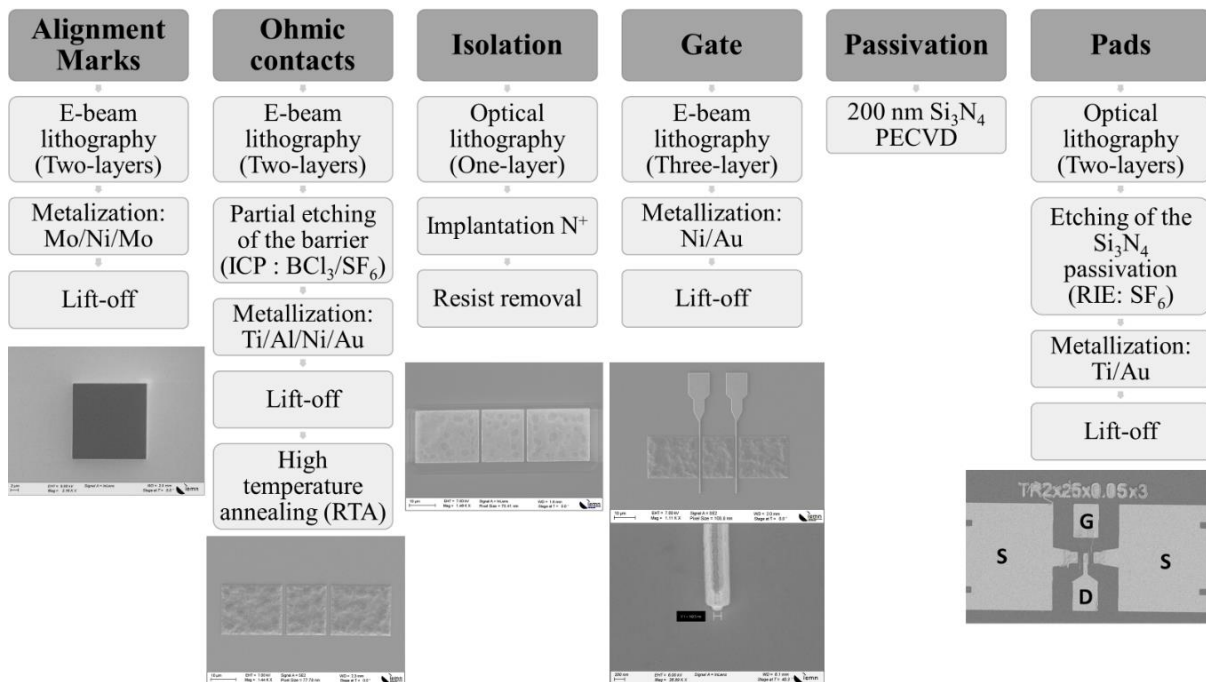 Alignment
Marks
E-beam
lithography
(Two-layers)
Metalization:
Mo/Ni/Mo
Lift-off
Ohmic
contacts
E-beam
lithography
(Two-layers)
Partial etching
of the barrier
(ICP : BCl₃/SF₆)
Metallization:
Ti/Al/Ni/Au
Lift-off
High
temperature
annealing (RTA)
Isolation
Optical
lithography
(One-layer)
Implantation N⁺
Resist removal
Gate
E-beam
lithography
(Three-layer)
Metallization:
Ni/Au
Lift-off
Passivation
200 nm Si₃N₄
PECVD
Pads
Optical
lithography
(Two-layers)
Etching of the
Si₃N₄
passivation
(RIE: SF₆)
Metallization:
Ti/Au
Lift-off
TR2x25x0.05x3
G
S
S
D